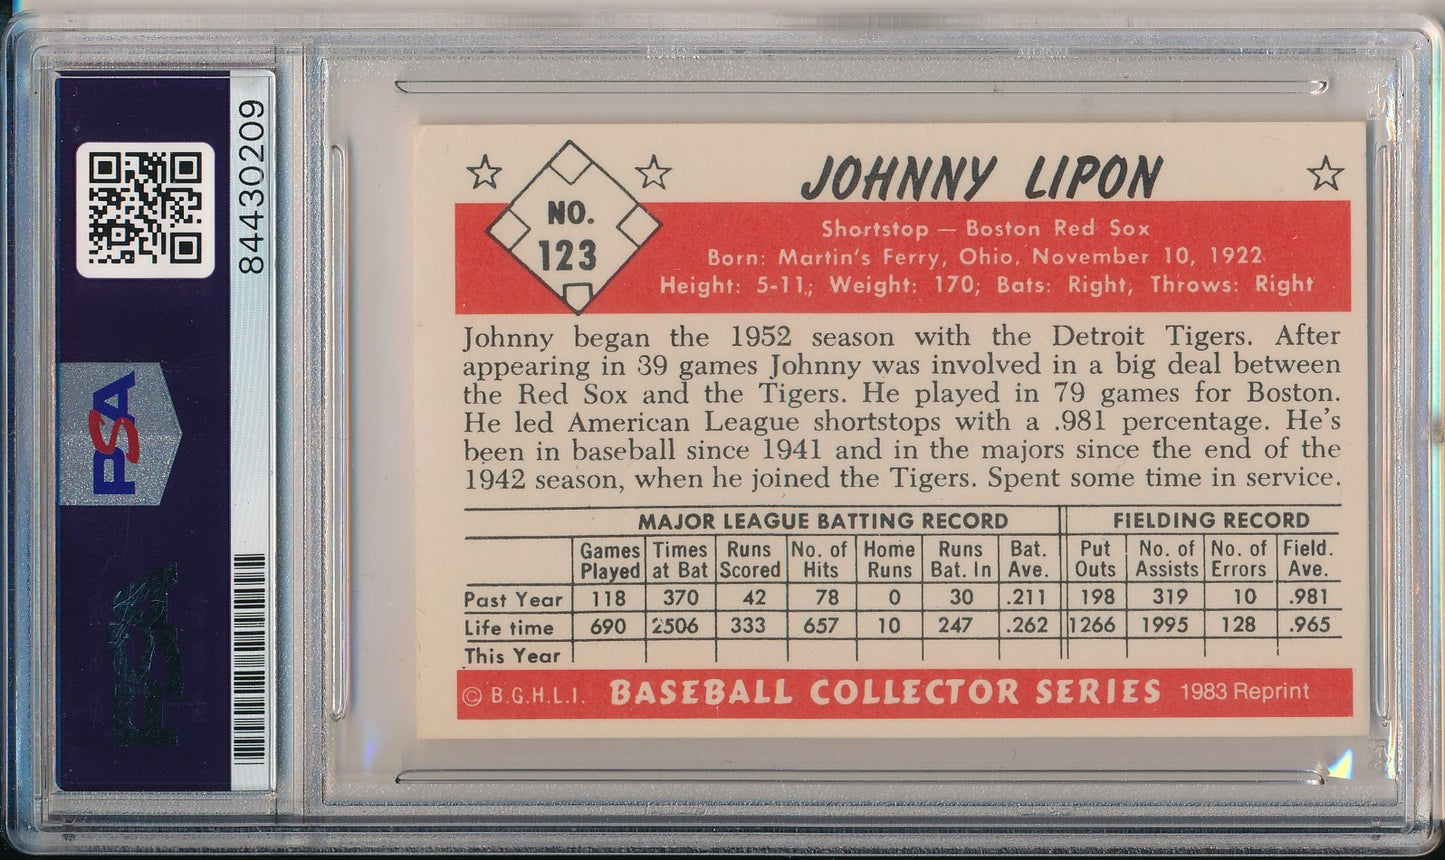 84430209
PSA
NO.
123
JOHNNY LIPON
Shortstop — Boston Red Sox
Born: Martin's Ferry, Ohio, November 10, 1922
Height: 5-11; Weight: 170; Bats: Right, Throws: Right
Johnny began the 1952 season with the Detroit Tigers. After
appearing in 39 games Johnny was involved in a big deal between
the Red Sox and the Tigers. He played in 79 games for Boston.
He led American League shortstops with a .981 percentage. He's
been in baseball since 1941 and in the majors since the end of the
1942 season, when he joined the Tigers. Spent some time in service.
MAJOR LEAGUE BATTING RECORD FIELDING RECORD
Games Times Runs No. of Home Runs Bat. Put No. of No. of Field.
Played at Bat Scored Hits Runs Bat. In Ave. Outs Assists Errors Ave.
Past Year 118 370 42 78 0 30 .211 198 319 10 .981
Life time 690 2506 333 657 10 247 .262 1266 1995 128 .965
This Year
© B.G.H.L.I. BASEBALL COLLECTOR SERIES 1983 Reprint
PSA